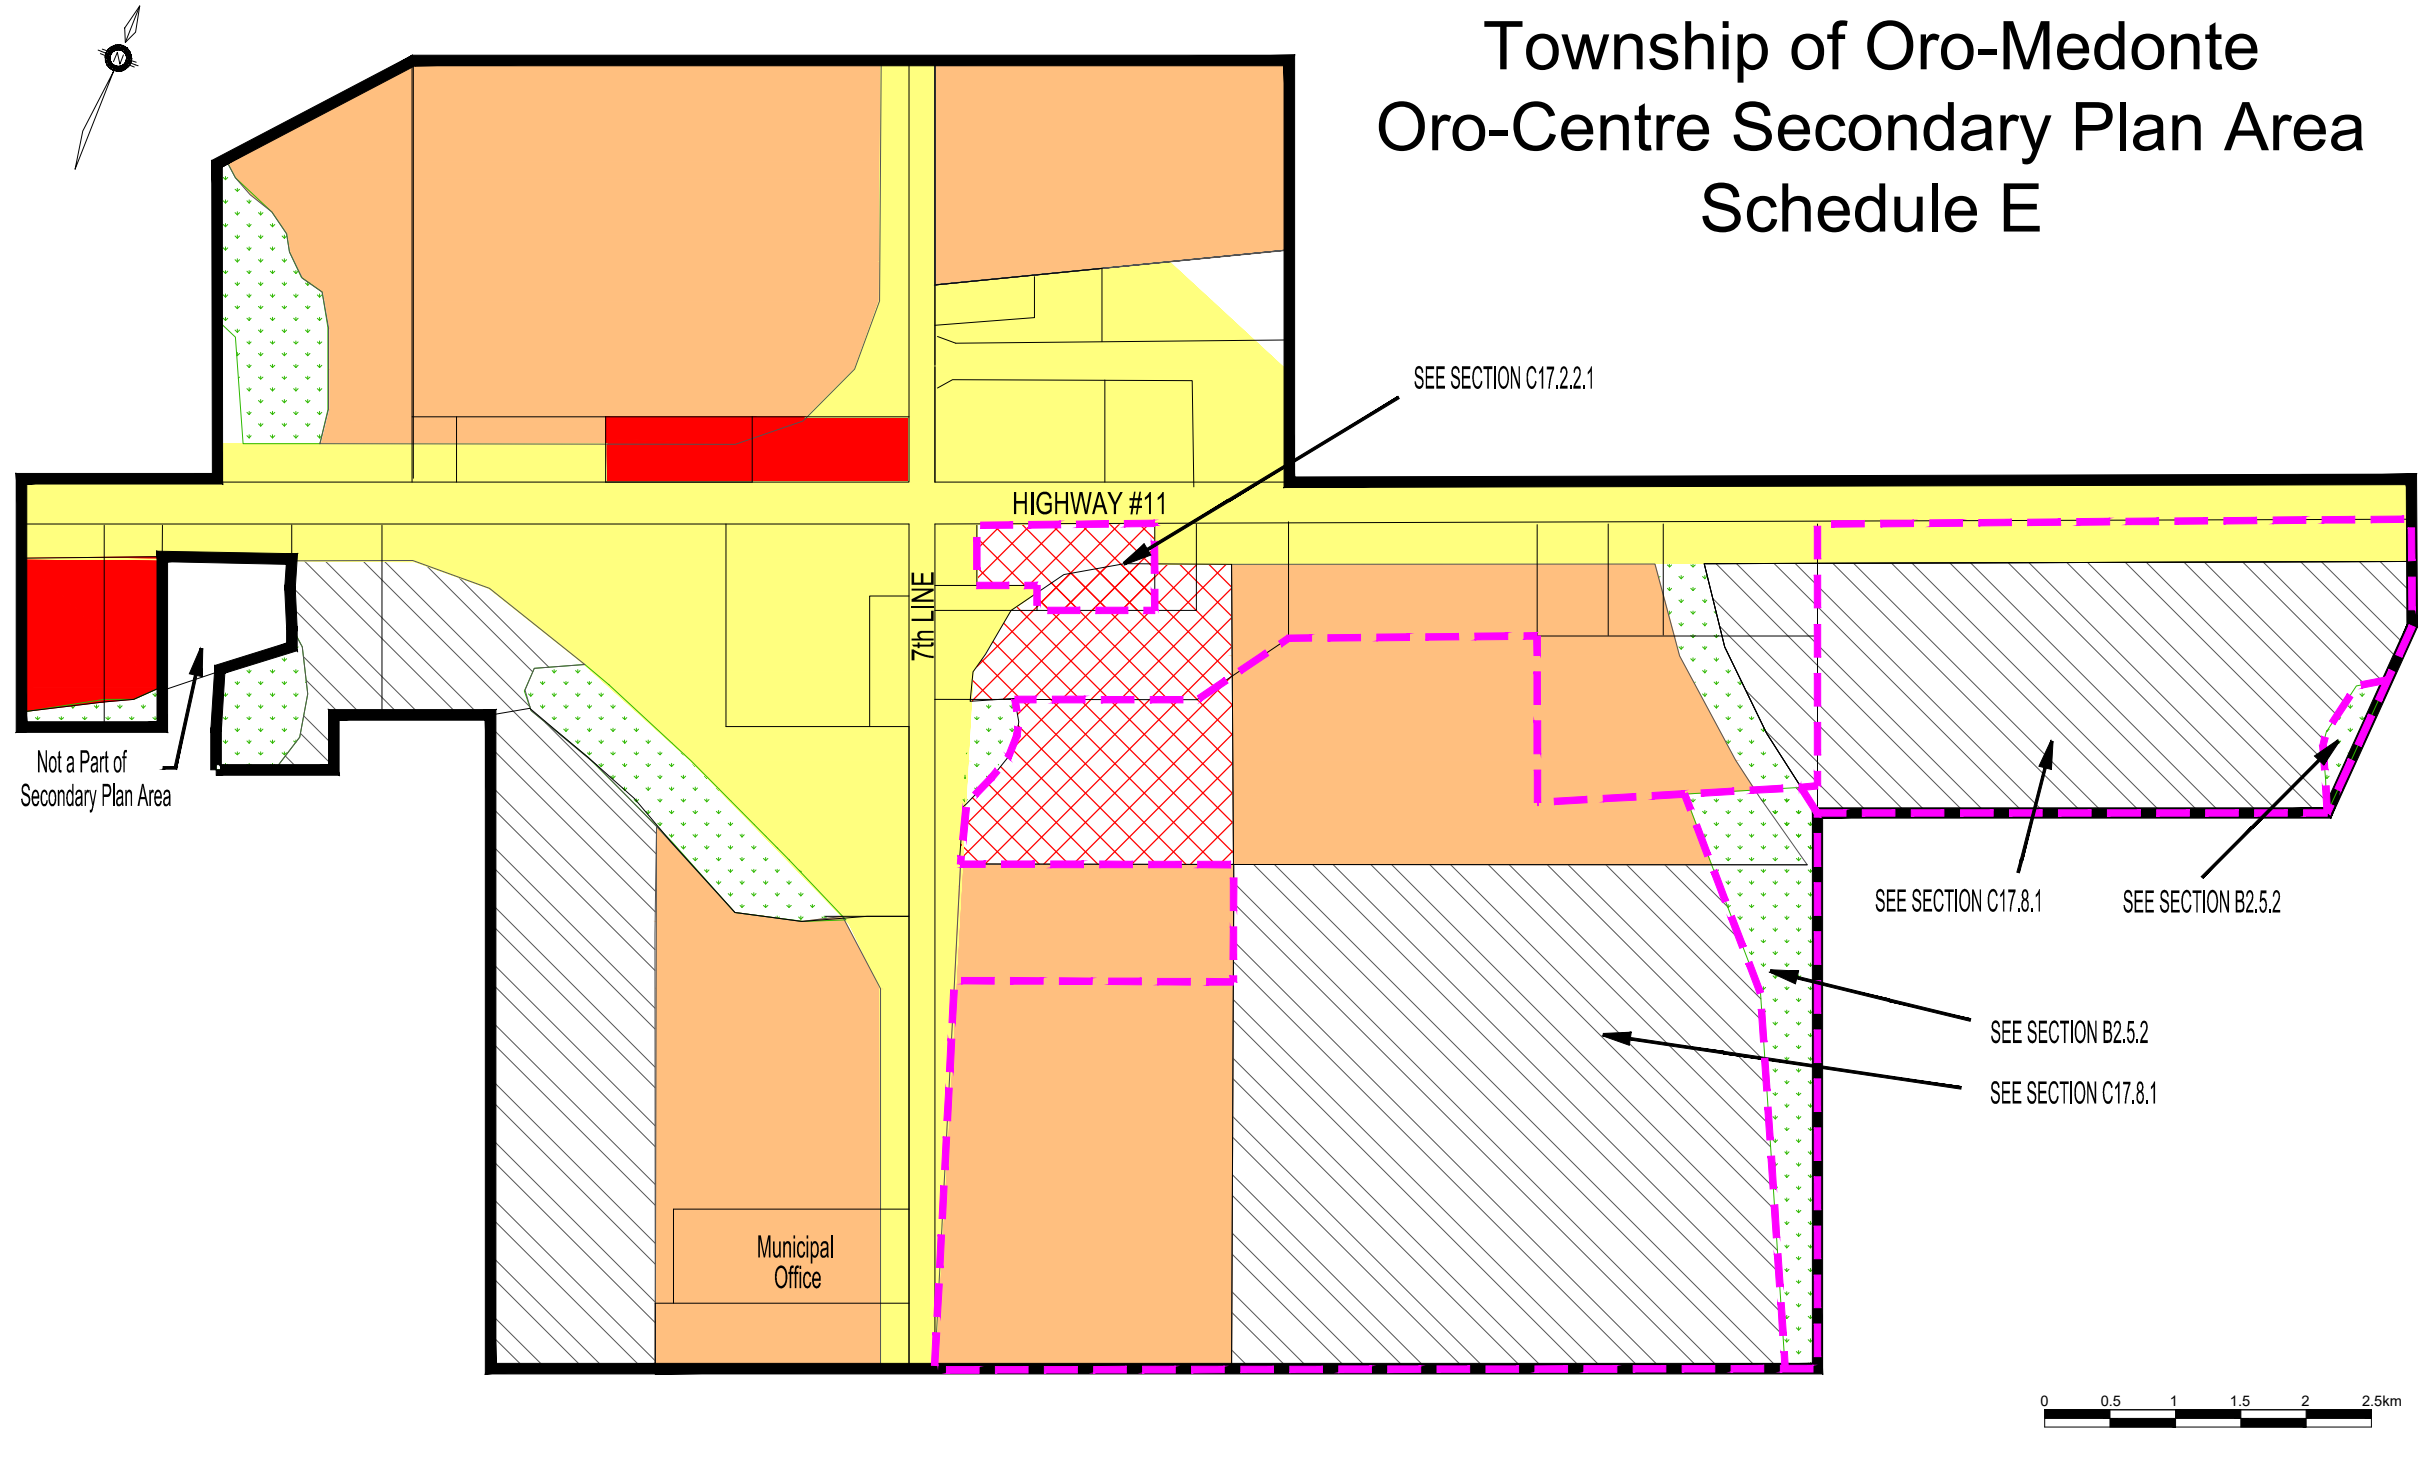 N
Township of Oro-Medonte
Oro-Centre Secondary Plan Area
Schedule E
SEE SECTION C17.2.2.1
HIGHWAY #11
7th LINE
Not a Part of
Secondary Plan Area
SEE SECTION C17.8.1
SEE SECTION B2.5.2
SEE SECTION B2.5.2
SEE SECTION C17.8.1
Municipal
Office
0 0.5 1 1.5 2 2.5km